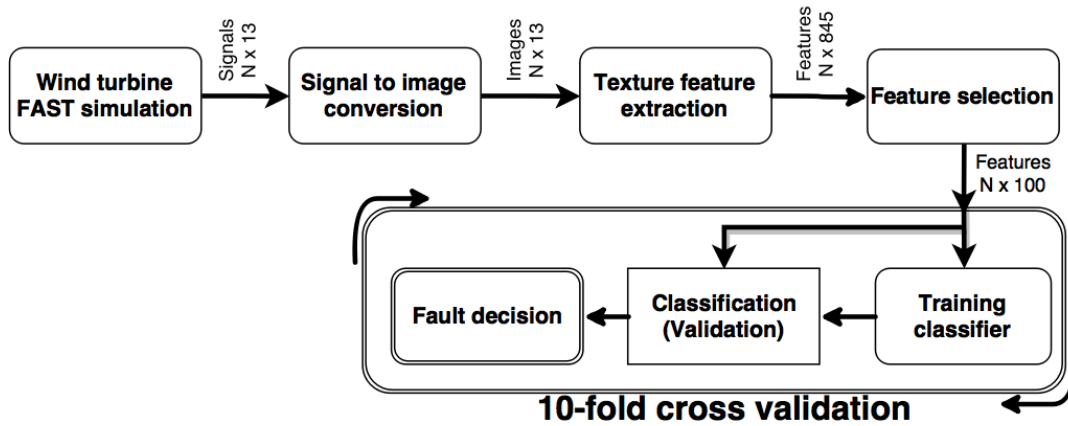 Wind turbine
FAST simulation
Signals
N x 13
Signal to image
conversion
Images
N x 13
Texture feature
extraction
Features
N x 845
Feature selection
Features
N x 100
Fault decision
Classification
(Validation)
Training
classifier
10-fold cross validation